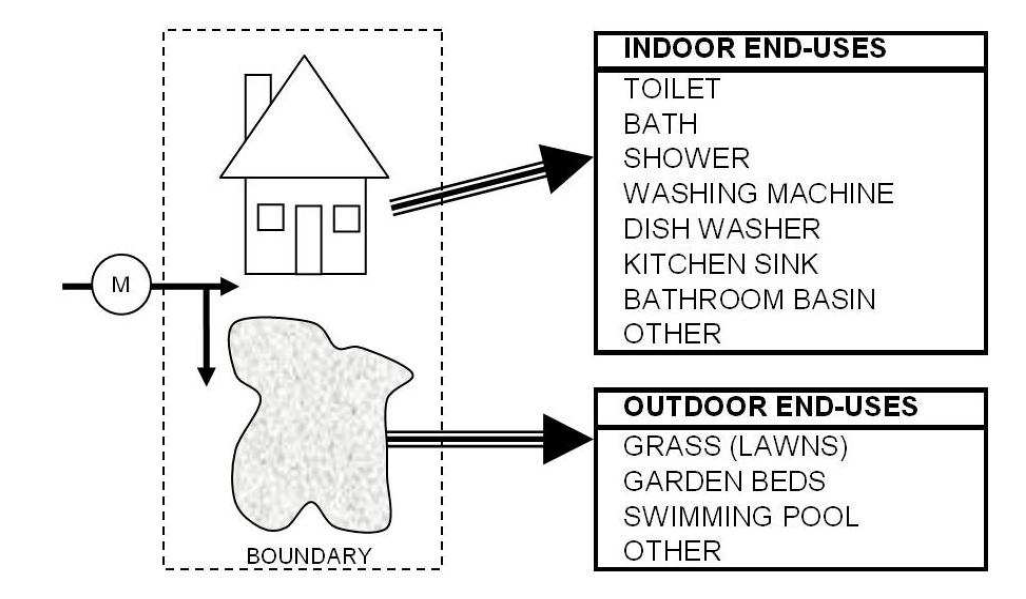 INDOOR END-USES
TOILET
BATH
SHOWER
WASHING MACHINE
DISH WASHER
KITCHEN SINK
BATHROOM BASIN
OTHER
M
OUTDOOR END-USES
GRASS (LAWNS)
GARDEN BEDS
SWIMMING POOL
OTHER
BOUNDARY